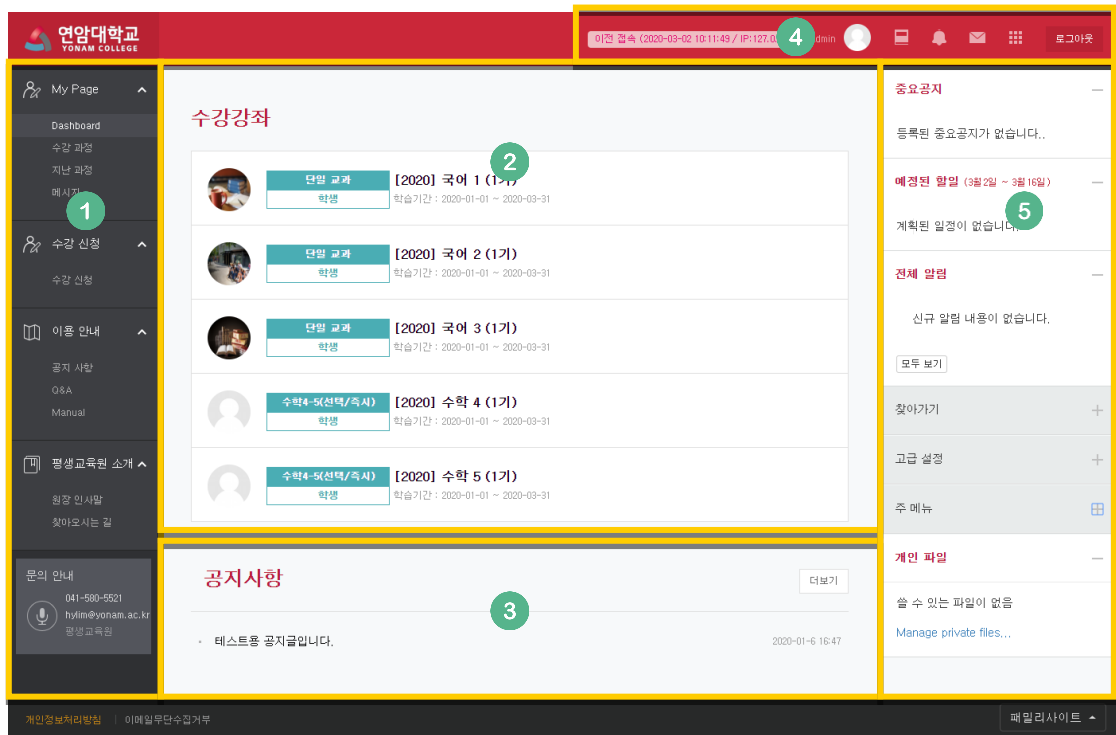 연암대학교
YONAM COLLEGE
이전 접속 (2020-03-02 10:11:49 / IP:127.0
4
dmin
로그아웃
My Page
Dashboard
수강 과정
지난 과정
메시지
1
수강 신청
수강 신청
이용 안내
공지 사항
Q&A
Manual
평생교육원 소개
원장 인사말
찾아오시는 길
문의 안내
041-580-5521
hylim@yonam.ac.kr
평생교육원
수강강좌
2
단일 교과
학생
[2020] 국어 1 (1기)
학습기간 : 2020-01-01 ~ 2020-03-31
단일 교과
학생
[2020] 국어 2 (1기)
학습기간 : 2020-01-01 ~ 2020-03-31
단일 교과
학생
[2020] 국어 3 (1기)
학습기간 : 2020-01-01 ~ 2020-03-31
수학4-5(선택/즉시)
학생
[2020] 수학 4 (1기)
학습기간 : 2020-01-01 ~ 2020-03-31
수학4-5(선택/즉시)
학생
[2020] 수학 5 (1기)
학습기간 : 2020-01-01 ~ 2020-03-31
공지사항
더보기
3
테스트용 공지글입니다.
2020-01-6 16:47
중요공지
등록된 중요공지가 없습니다..
예정된 할일 (3월2일 ~ 3월16일)
5
계획된 일정이 없습니다.
전체 알림
신규 알림 내용이 없습니다.
모두 보기
찾아가기
고급 설정
주 메뉴
개인 파일
쓸 수 있는 파일이 없음
Manage private files...
개인정보처리방침 | 이메일무단수집거부
패밀리사이트